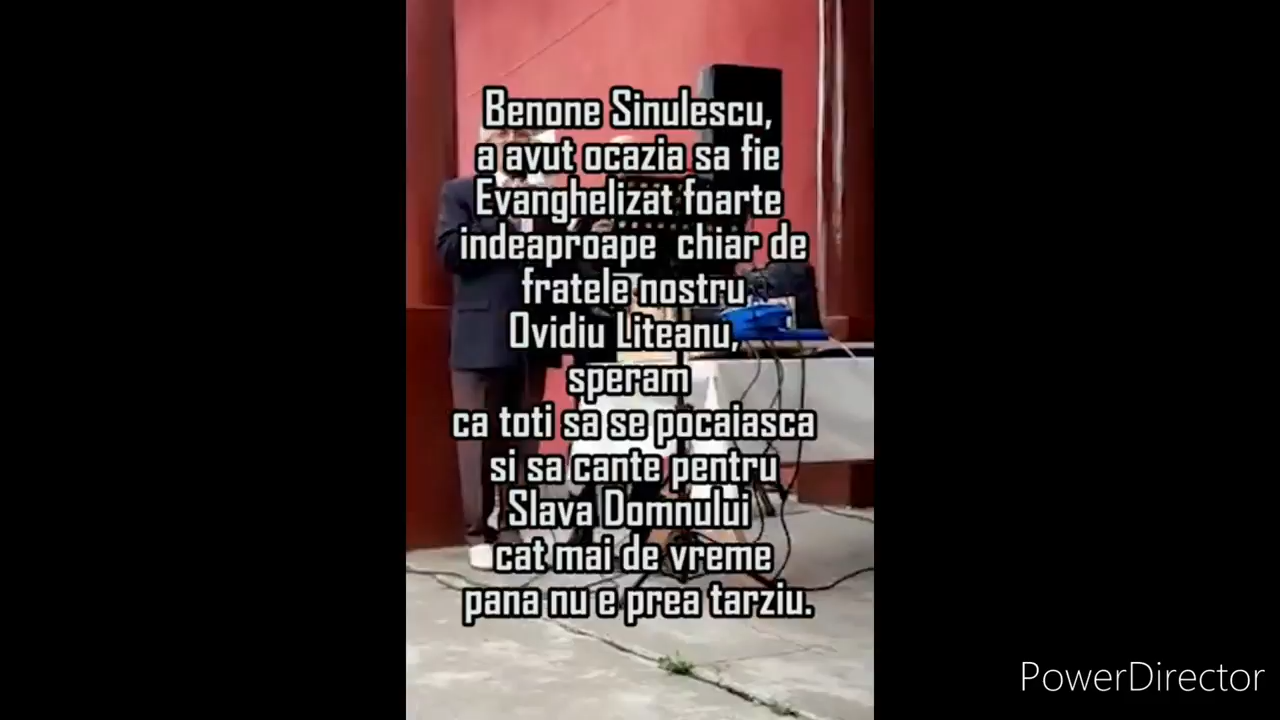 Benone Sinulescu,
a avut ocazia sa fie
Evanghelizat foarte
indeaproape chiar de
fratele nostru
Ovidiu Liteanu,
speram
ca toti sa se pocaiasca
si sa cante pentru
Slava Domnului
cat mai de vreme
pana nu e prea tarziu.
PowerDirector